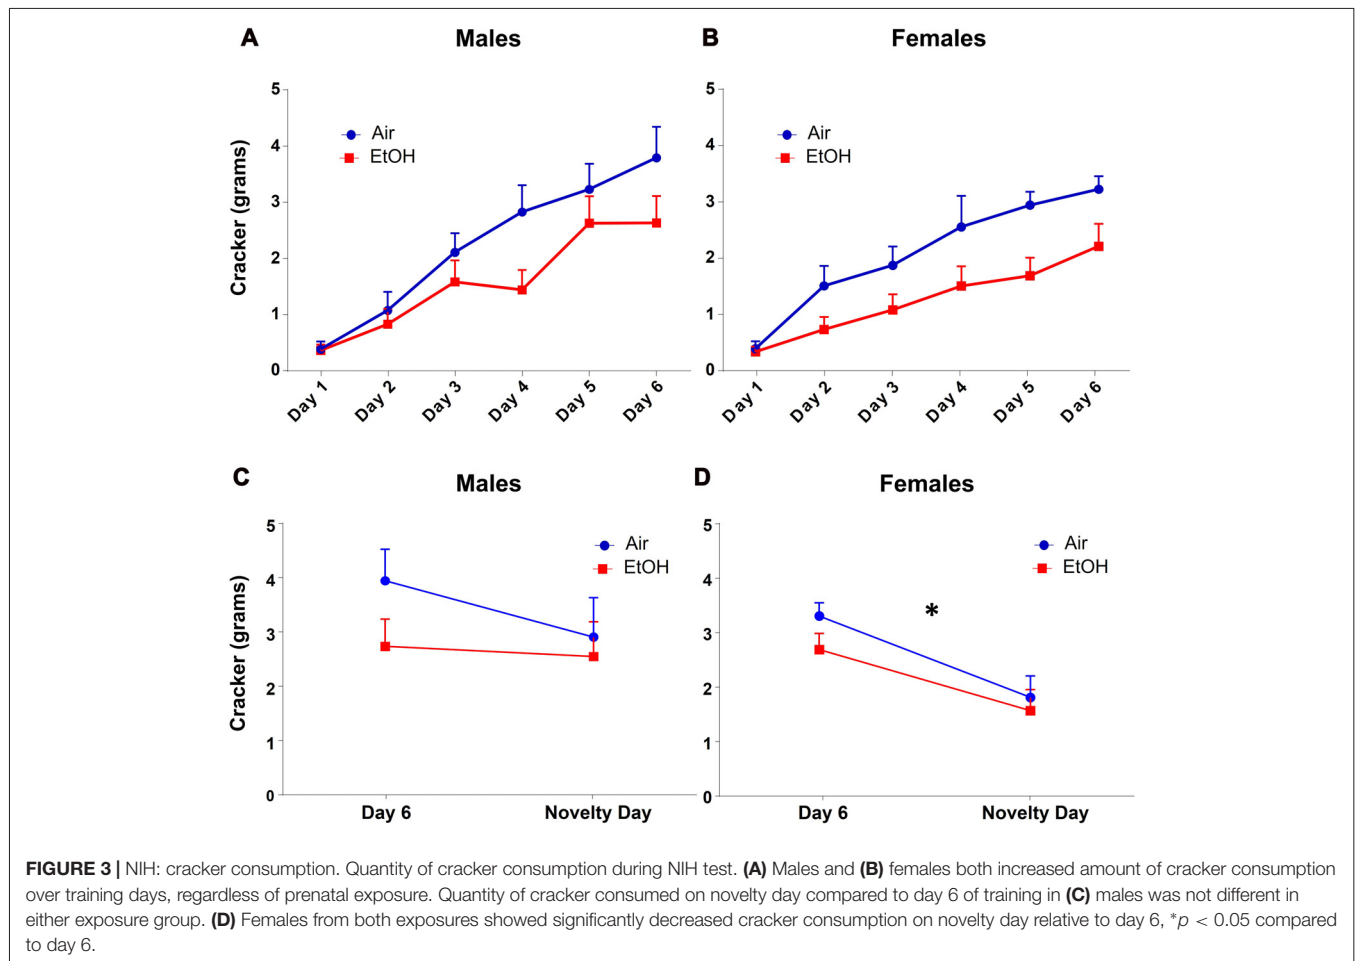 A
Males
5
4
3
2
1
0
Cracker (grams)
Air
EtOH
Day 1
Day 2
Day 3
Day 4
Day 5
Day 6
B
Females
5
4
3
2
1
0
Air
EtOH
Day 1
Day 2
Day 3
Day 4
Day 5
Day 6
C
Males
5
4
3
2
1
0
Cracker (grams)
Air
EtOH
Day 6
Novelty Day
D
Females
5
4
3
2
1
0
Air
EtOH
*
Day 6
Novelty Day
FIGURE 3 | NIH: cracker consumption. Quantity of cracker consumption during NIH test. (A) Males and (B) females both increased amount of cracker consumption
over training days, regardless of prenatal exposure. Quantity of cracker consumed on novelty day compared to day 6 of training in (C) males was not different in
either exposure group. (D) Females from both exposures showed significantly decreased cracker consumption on novelty day relative to day 6, *p < 0.05 compared
to day 6.